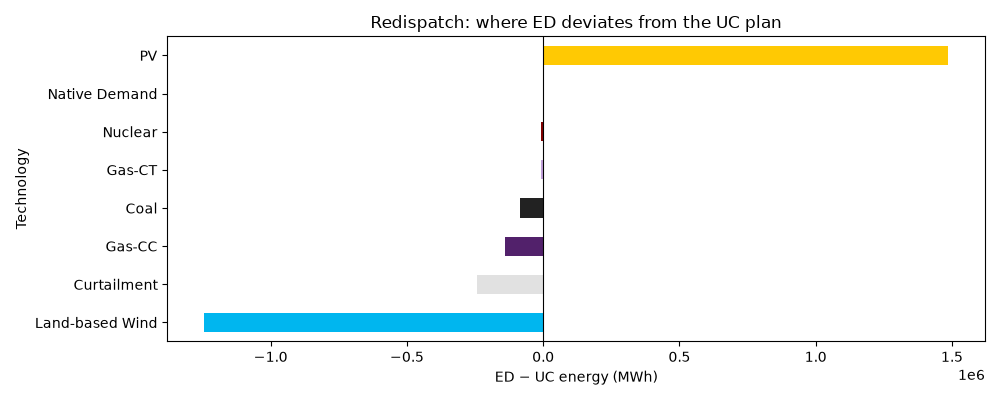 Redispatch: where ED deviates from the UC plan
Technology
PV
Native Demand
Nuclear
Gas-CT
Coal
Gas-CC
Curtailment
Land-based Wind
−1.0 −0.5 0.0 0.5 1.0 1.5
1e6
ED − UC energy (MWh)